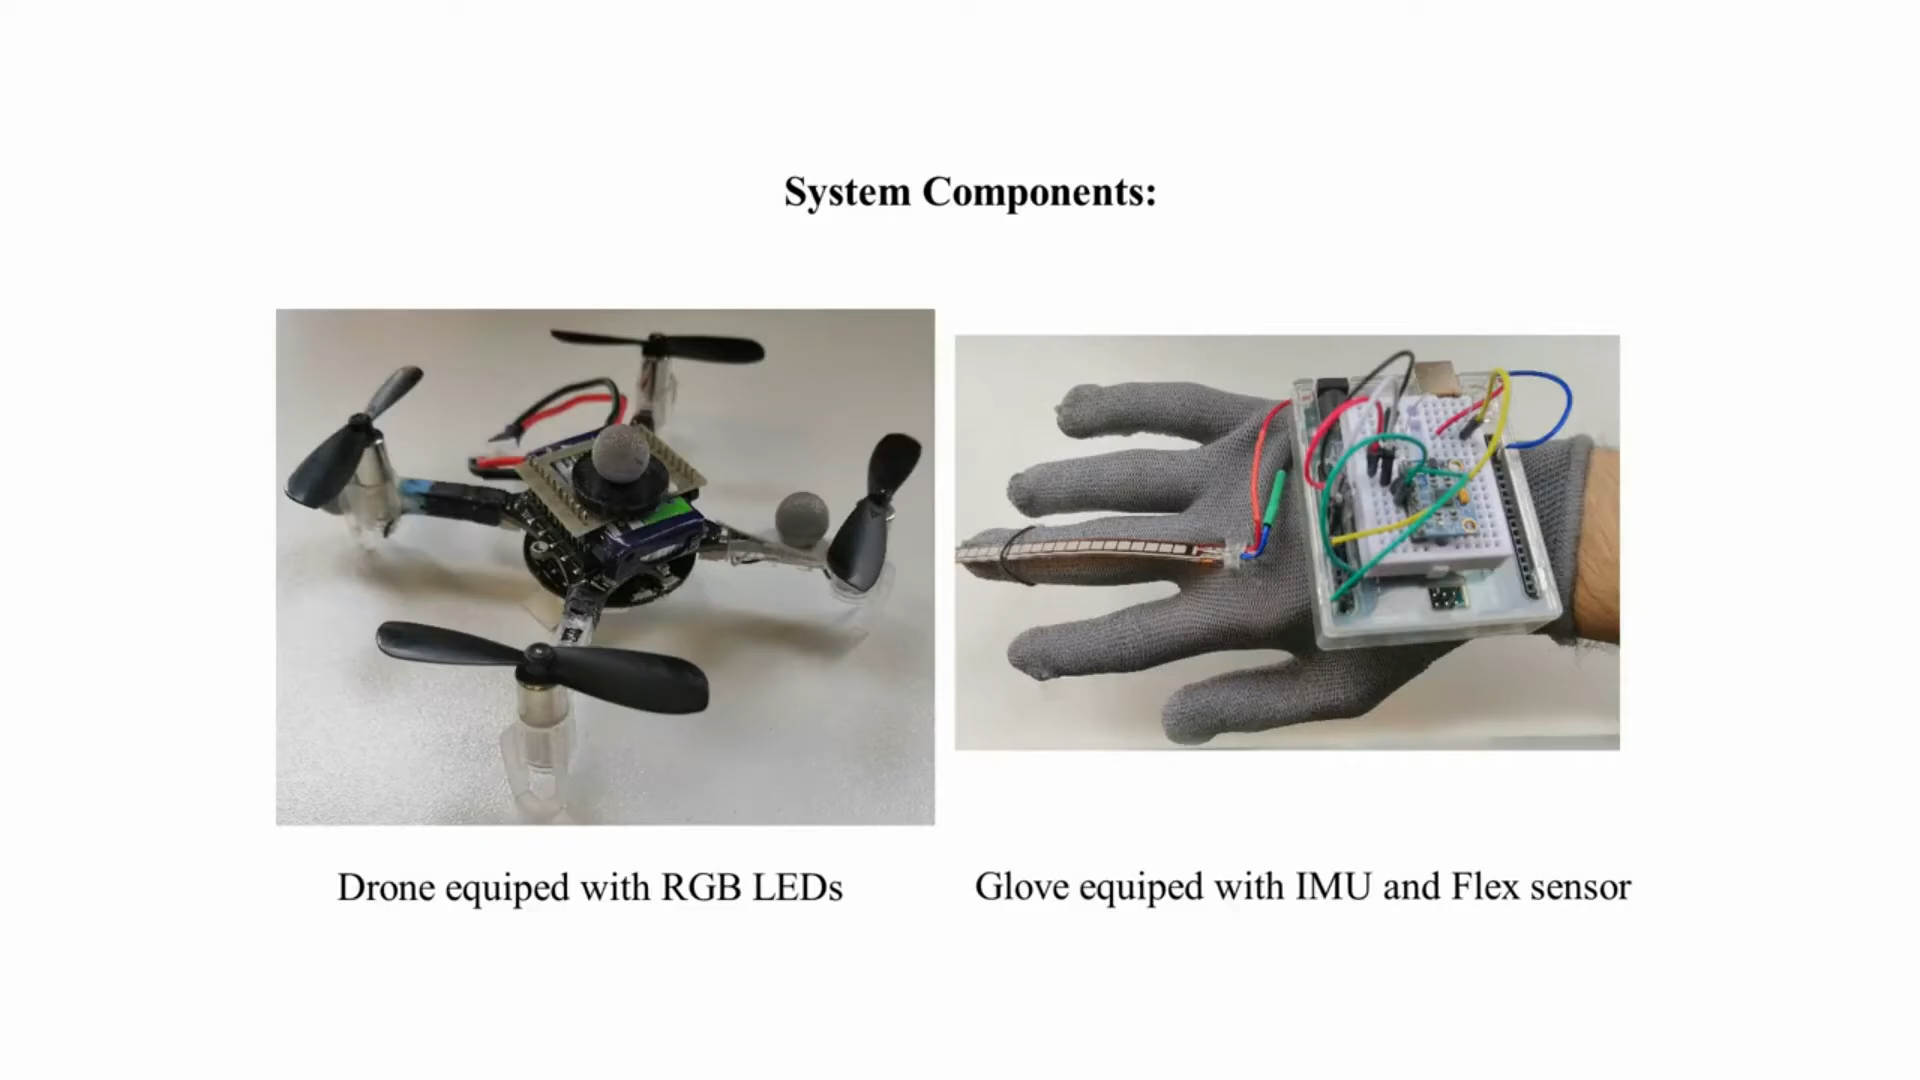 System Components:
Drone equiped with RGB LEDs
Glove equiped with IMU and Flex sensor